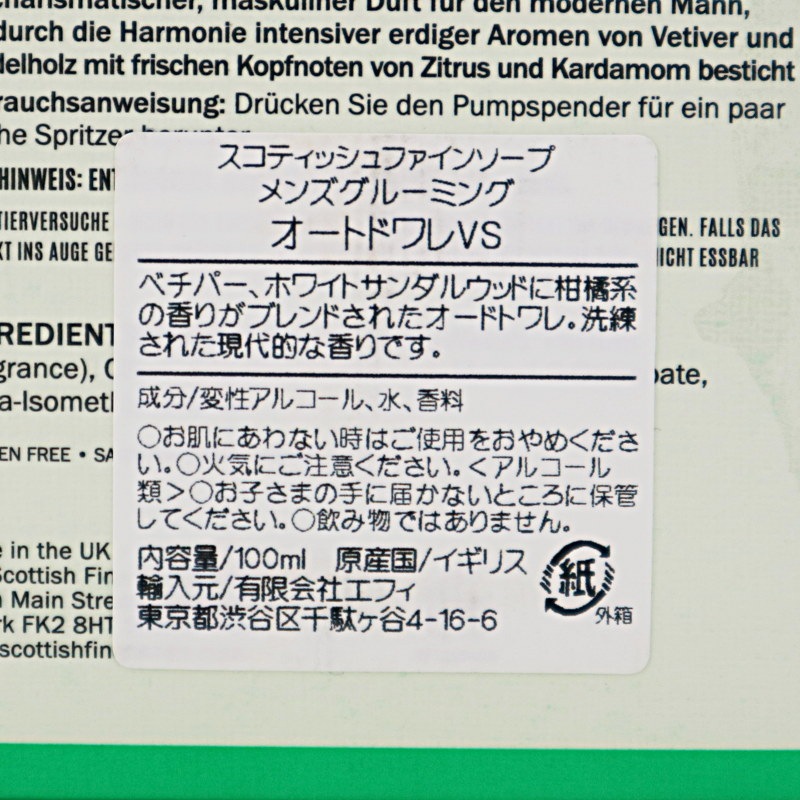 charismatischer, maskuliner Duft für den modernen Mann,
durch die Harmonie intensiver erdiger Aromen von Vetiver und
delholz mit frischen Kopfnoten von Zitrus und Kardamom besticht
rauchsanweisung: Drücken Sie den Pumpspender für ein paar
he Spritzer herunter
HINWEIS: ENT
TIERVERSUCHE
GEN. FALLS DAS
KT INS AUGE GE
NICHT ESSBAR
スコティッシュファインソープ
メンズグルーミング
オートドワレVS
ベチパー、ホワイトサンダルウッドに柑橘系
の香りがブレンドされたオードトワレ。洗練
された現代的な香りです。
成分/変性アルコール、水、香料
○お肌にあわない時はご使用をおやめくださ
い。○火気にご注意ください。<アルコール
類>○お子さまの手に届かないところに保管
してください。○飲み物ではありません。
内容量/100ml 原産国/イギリス
輸入元/有限会社エフィ
東京都渋谷区千駄ヶ谷4-16-6
紙
外箱
GREDIENT
grance), C
bate,
a-Isomet
EN FREE • SA
e in the UK
Scottish Fin
Main Stre
rk FK2 8HT
scottishfin